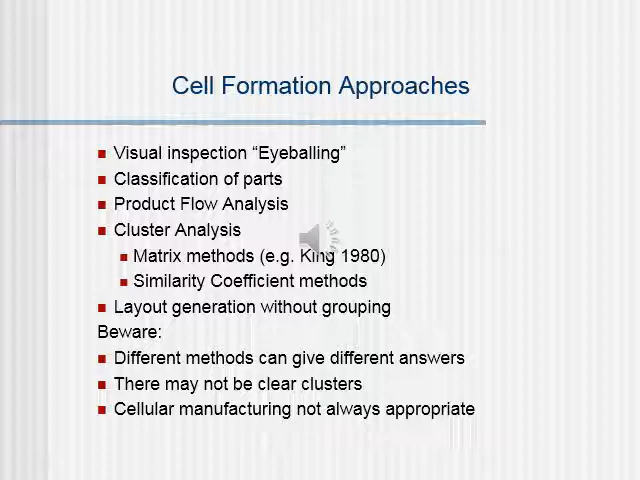 Cell Formation Approaches
Visual inspection “Eyeballing”
Classification of parts
Product Flow Analysis
Cluster Analysis
Matrix methods (e.g. King 1980)
Similarity Coefficient methods
Layout generation without grouping
Beware:
Different methods can give different answers
There may not be clear clusters
Cellular manufacturing not always appropriate